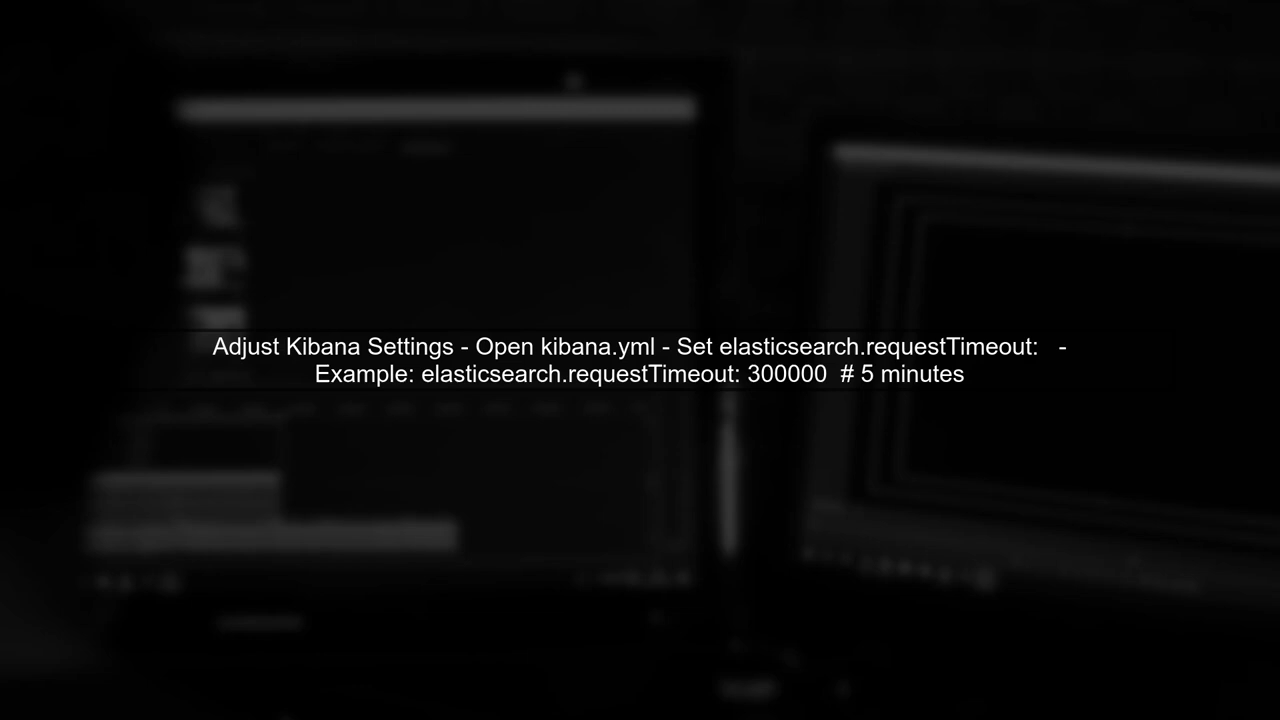 Adjust Kibana Settings - Open kibana.yml - Set elasticsearch.requestTimeout:   -
Example: elasticsearch.requestTimeout: 300000  # 5 minutes